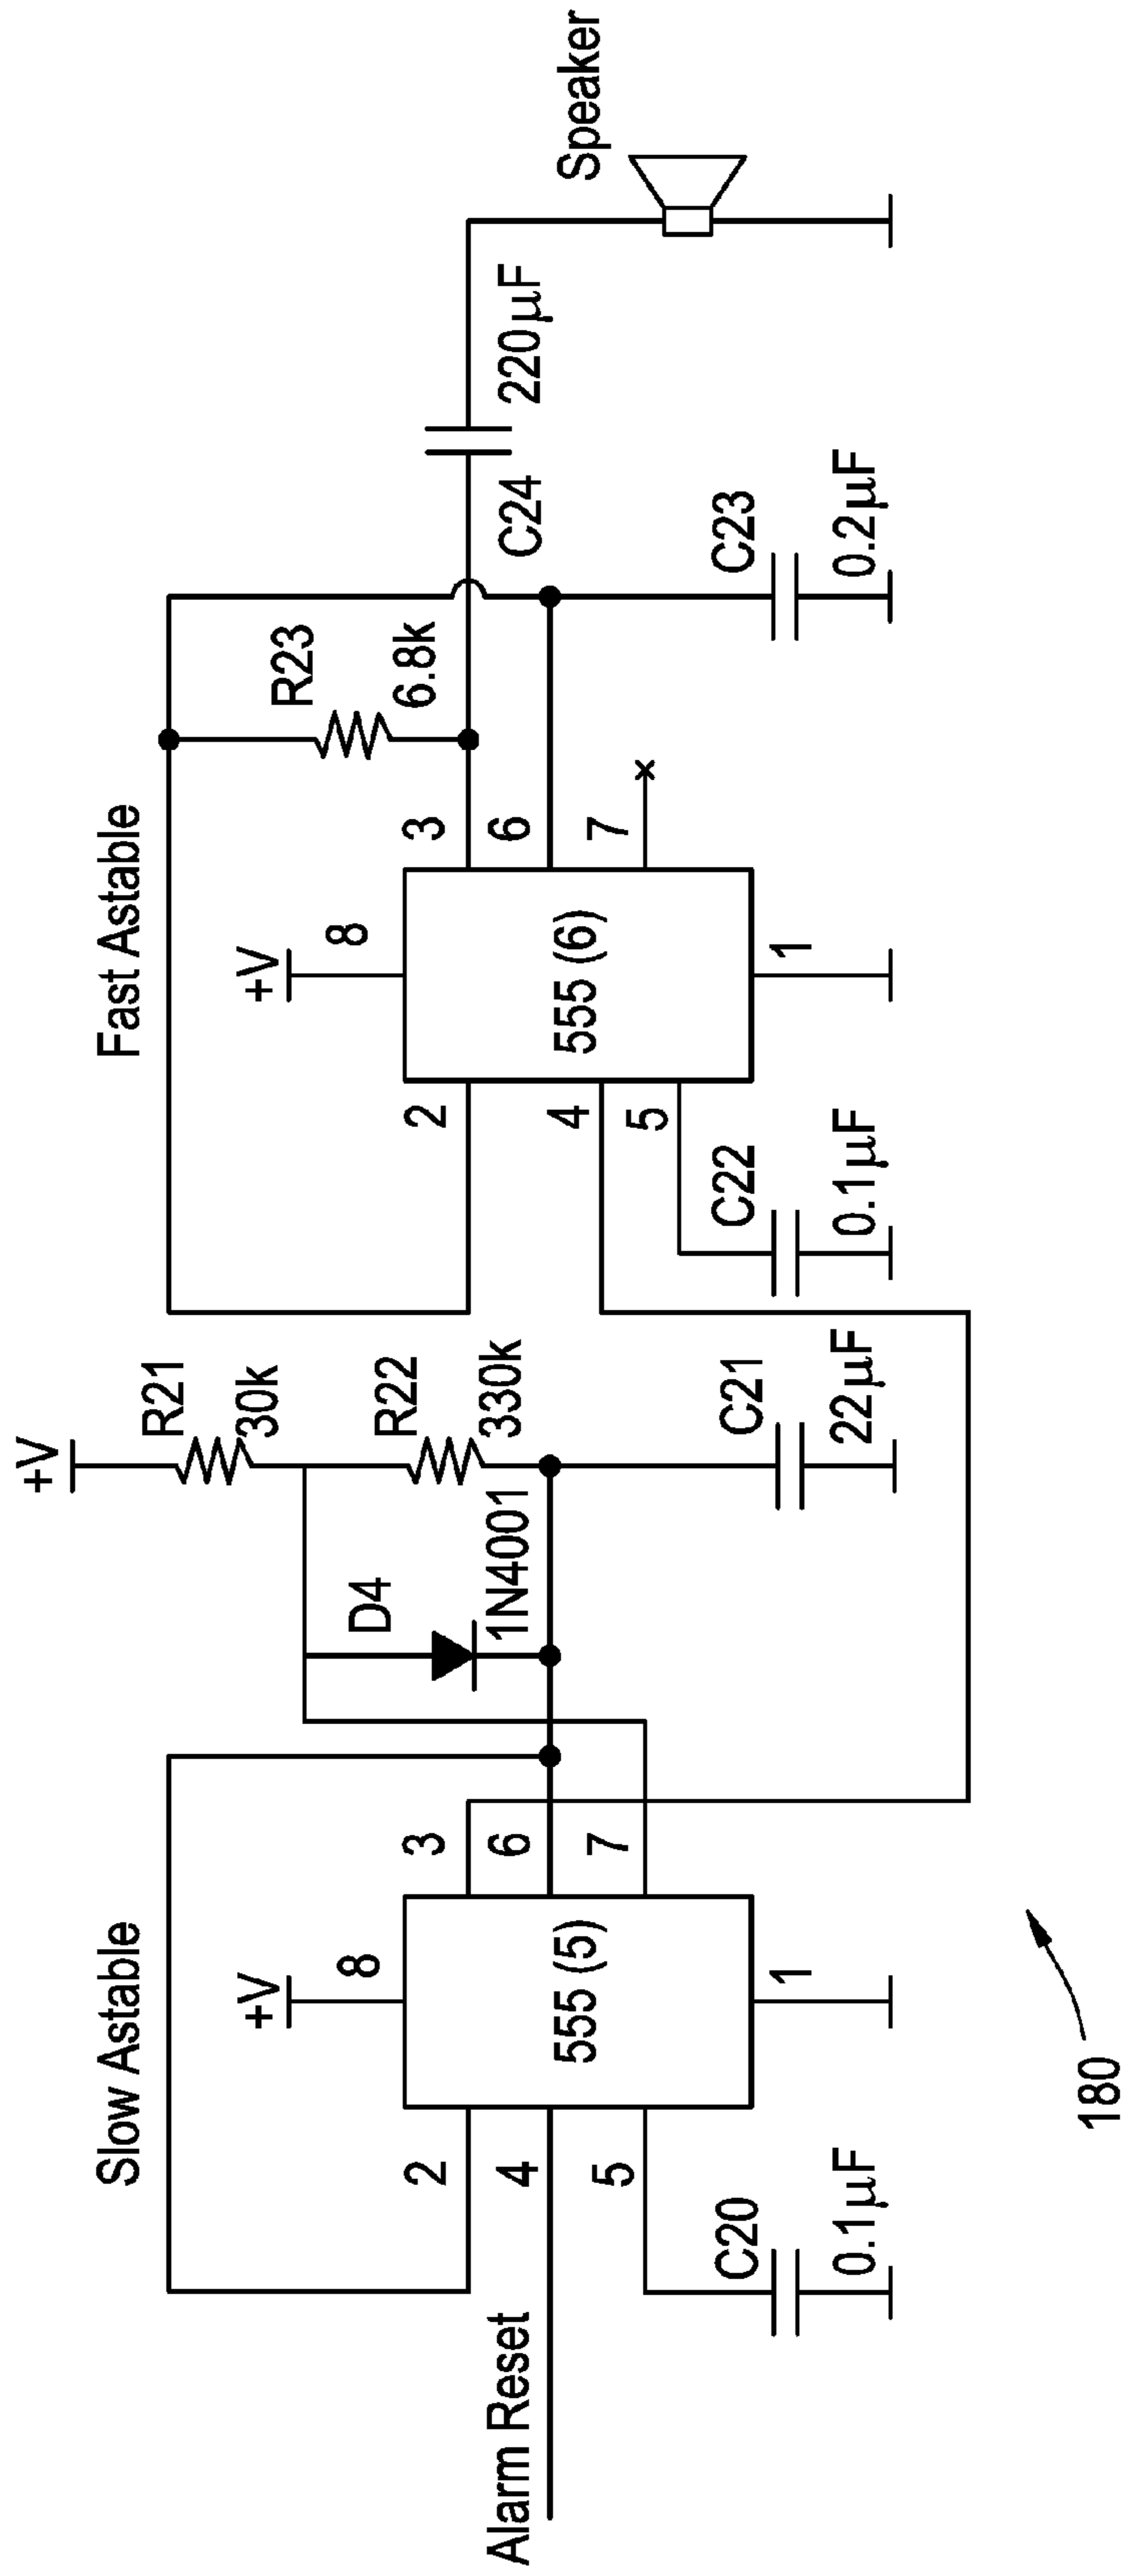 Slow Astable
Fast Astable
+V
R21
30k
R22
330k
D4
1N4001
C21
22µF
+V
8
2
4
5
555 (5)
3
6
7
1
Alarm Reset
C20
0.1µF
+V
8
2
4
5
555 (6)
3
6
7
1
C22
0.1µF
R23
6.8k
C24
220µF
C23
0.2µF
Speaker
180